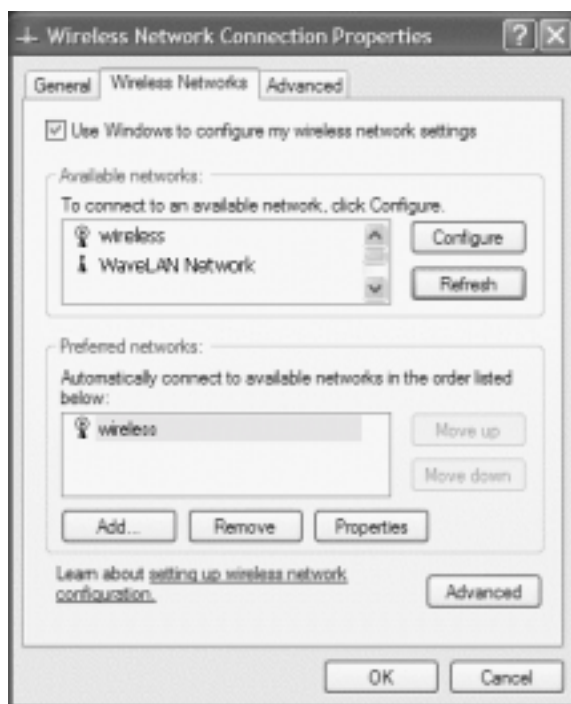 Wireless Network Connection Properties
General Wireless Networks Advanced
Use Windows to configure my wireless network settings
Available networks:
To connect to an available network, click Configure.
wireless
WaveLAN Network
Configure
Refresh
Preferred networks:
Automatically connect to available networks in the order listed
below:
wireless
Move up
Move down
Add... Remove Properties
Learn about setting up wireless network
configuration.
Advanced
OK Cancel